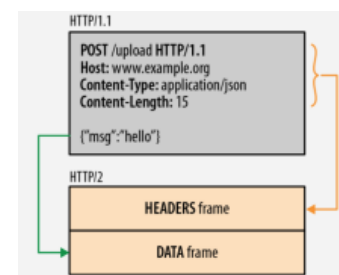 HTTP/1.1
POST /upload HTTP/1.1
Host: www.example.org
Content-Type: application/json
Content-Length: 15
{"msg":"hello"}
HTTP/2
HEADERS frame
DATA frame